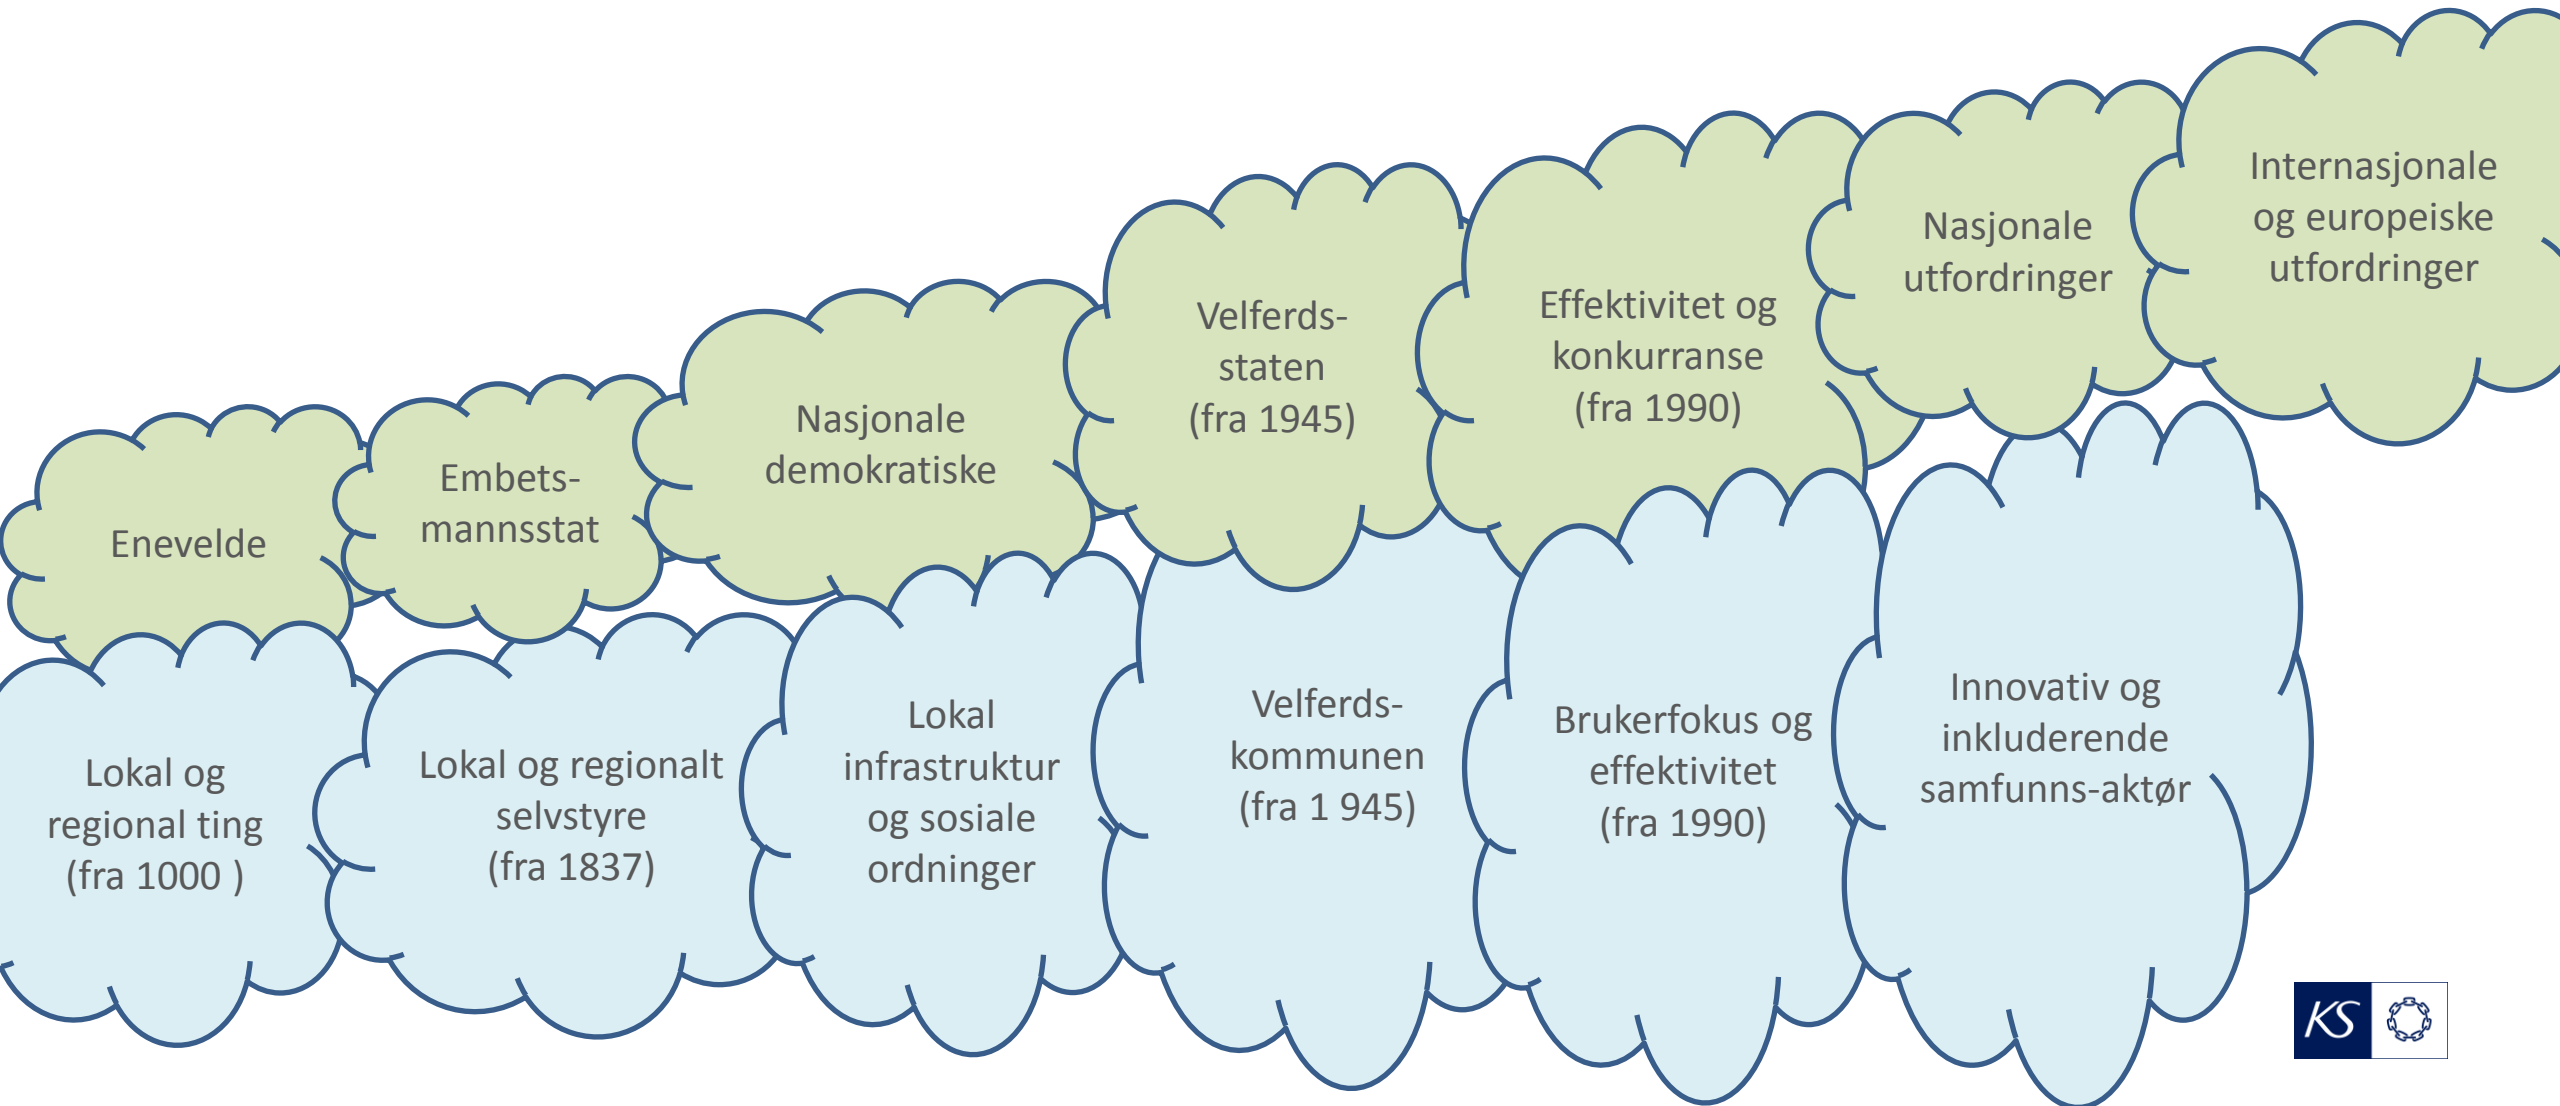 Enevelde
Embets-
mannsstat
Nasjonale
demokratiske
Velferds-
staten
(fra 1945)
Effektivitet og
konkurranse
(fra 1990)
Nasjonale
utfordringer
Internasjonale
og europeiske
utfordringer
Lokal og
regional ting
(fra 1000 )
Lokal og regionalt
selvstyre
(fra 1837)
Lokal
infrastruktur
og sosiale
ordninger
Velferds-
kommunen
(fra 1 945)
Brukerfokus og
effektivitet
(fra 1990)
Innovativ og
inkluderende
samfunns-aktør
KS